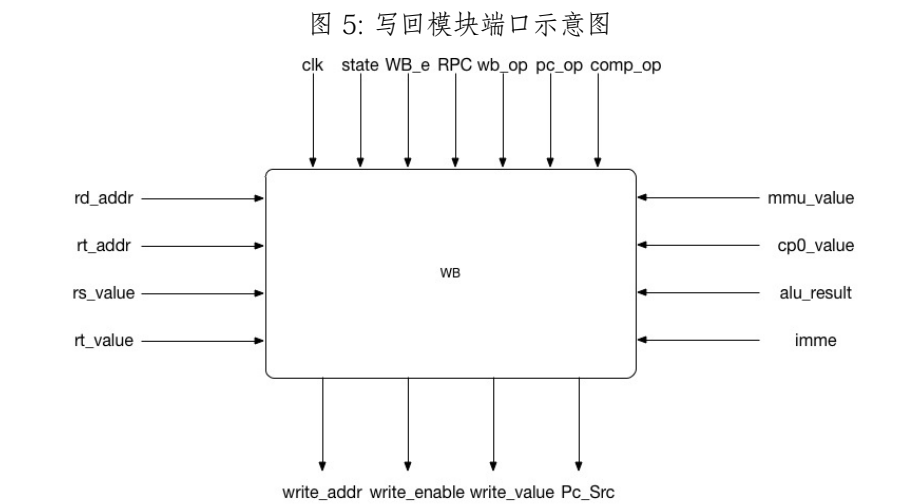 图 5: 写回模块端口示意图
clk state WB_e RPC wb_op pc_op comp_op
rd_addr mmu_value
rt_addr cp0_value
WB
rs_value alu_result
rt_value imme
write_addr write_enable write_value Pc_Src